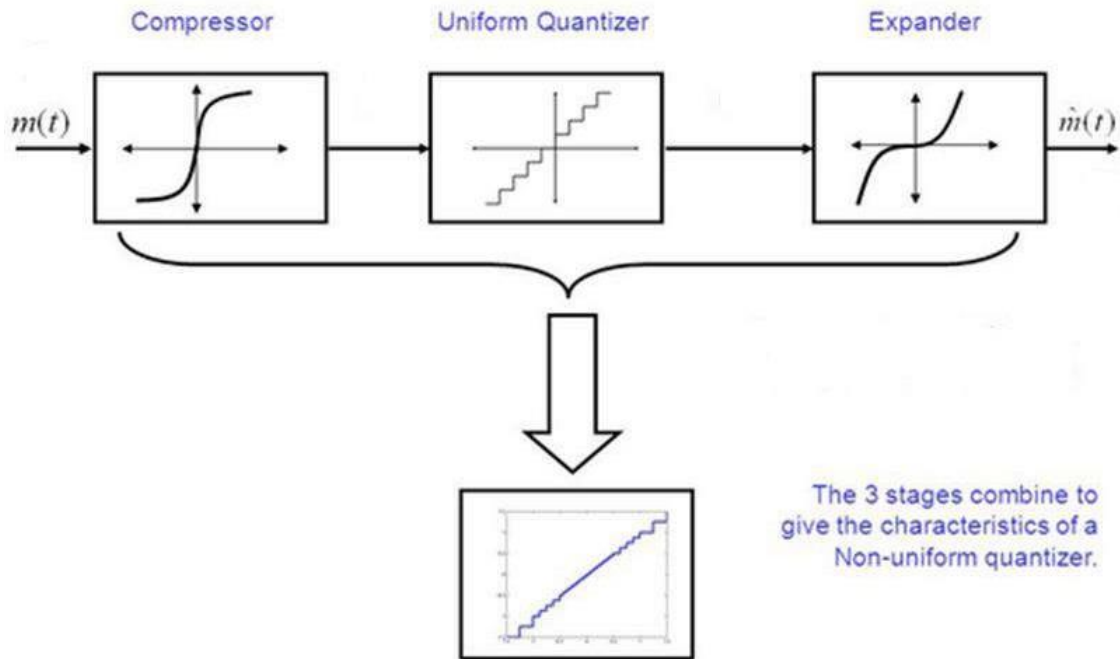 Compressor
Uniform Quantizer
Expander
m(t)
m̂(t)
The 3 stages combine to
give the characteristics of a
Non-uniform quantizer.